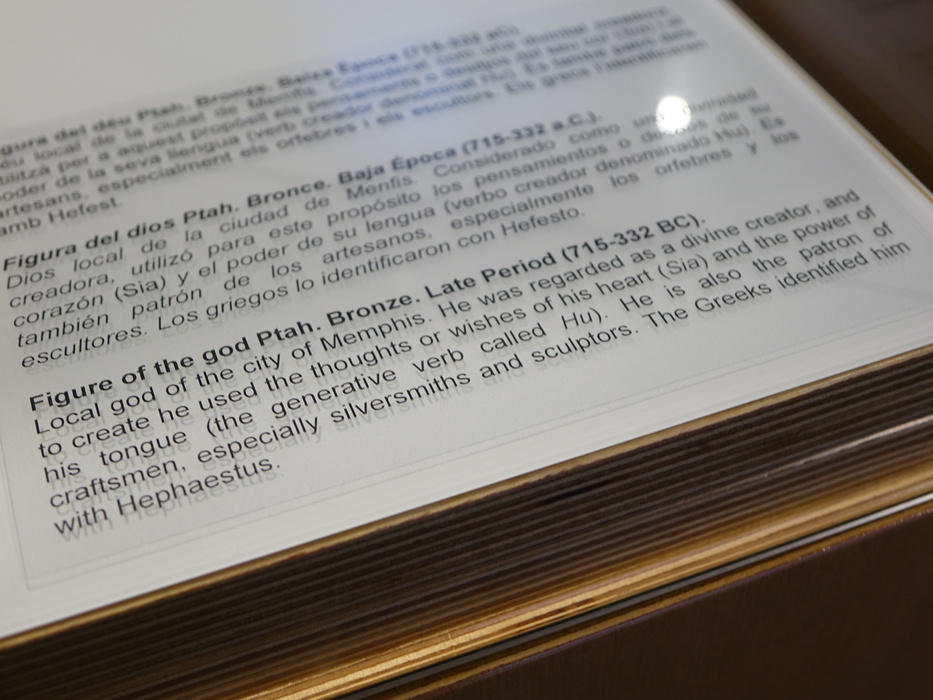 gura del déu Ptah. Bronze. Baixa Època (715-332 aC).
éu local de la ciutat de Memfis. Considerat com una divinitat creadora,
utilitzà per a aquest propòsit els pensaments o desitjos del seu cor (Sia) i el
poder de la seva llengua (verb creador denominat Hu). És també patró dels
artesans, especialment els orfebres i els escultors. Els grecs l'identificaren
amb Hefest.
Figura del dios Ptah. Bronce. Baja Época (715-332 a.C.).
Dios local de la ciudad de Menfis. Considerado como una divinidad
creadora, utilizó para este propósito los pensamientos o deseos de su
corazón (Sia) y el poder de su lengua (verbo creador denominado Hu). Es
también patrón de los artesanos, especialmente los orfebres y los
escultores. Los griegos lo identificaron con Hefesto.
Figure of the god Ptah. Bronze. Late Period (715-332 BC).
Local god of the city of Memphis. He was regarded as a divine creator, and
to create he used the thoughts or wishes of his heart (Sia) and the power of
his tongue (the generative verb called Hu). He is also the patron of
craftsmen, especially silversmiths and sculptors. The Greeks identified him
with Hephaestus.